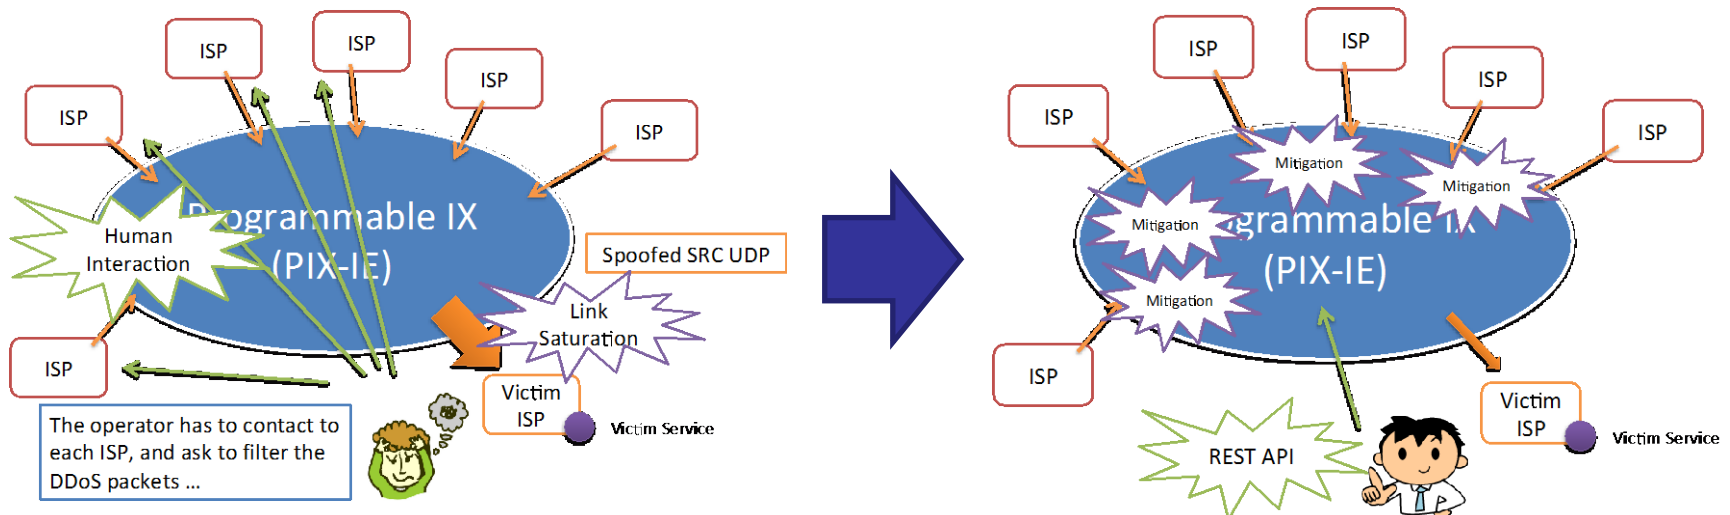 ISP
ISP
ISP
ISP
ISP
ISP
Programmable IX
(PIX-IE)
Human
Interaction
Spoofed SRC UDP
Link
Saturation
Victim
ISP
Victim Service
The operator has to contact to
each ISP, and ask to filter the
DDoS packets ...
ISP
ISP
ISP
ISP
ISP
ISP
Mitigation
Mitigation
Mitigation
Mitigation
ogrammable IX
(PIX-IE)
REST API
Victim
ISP
Victim Service